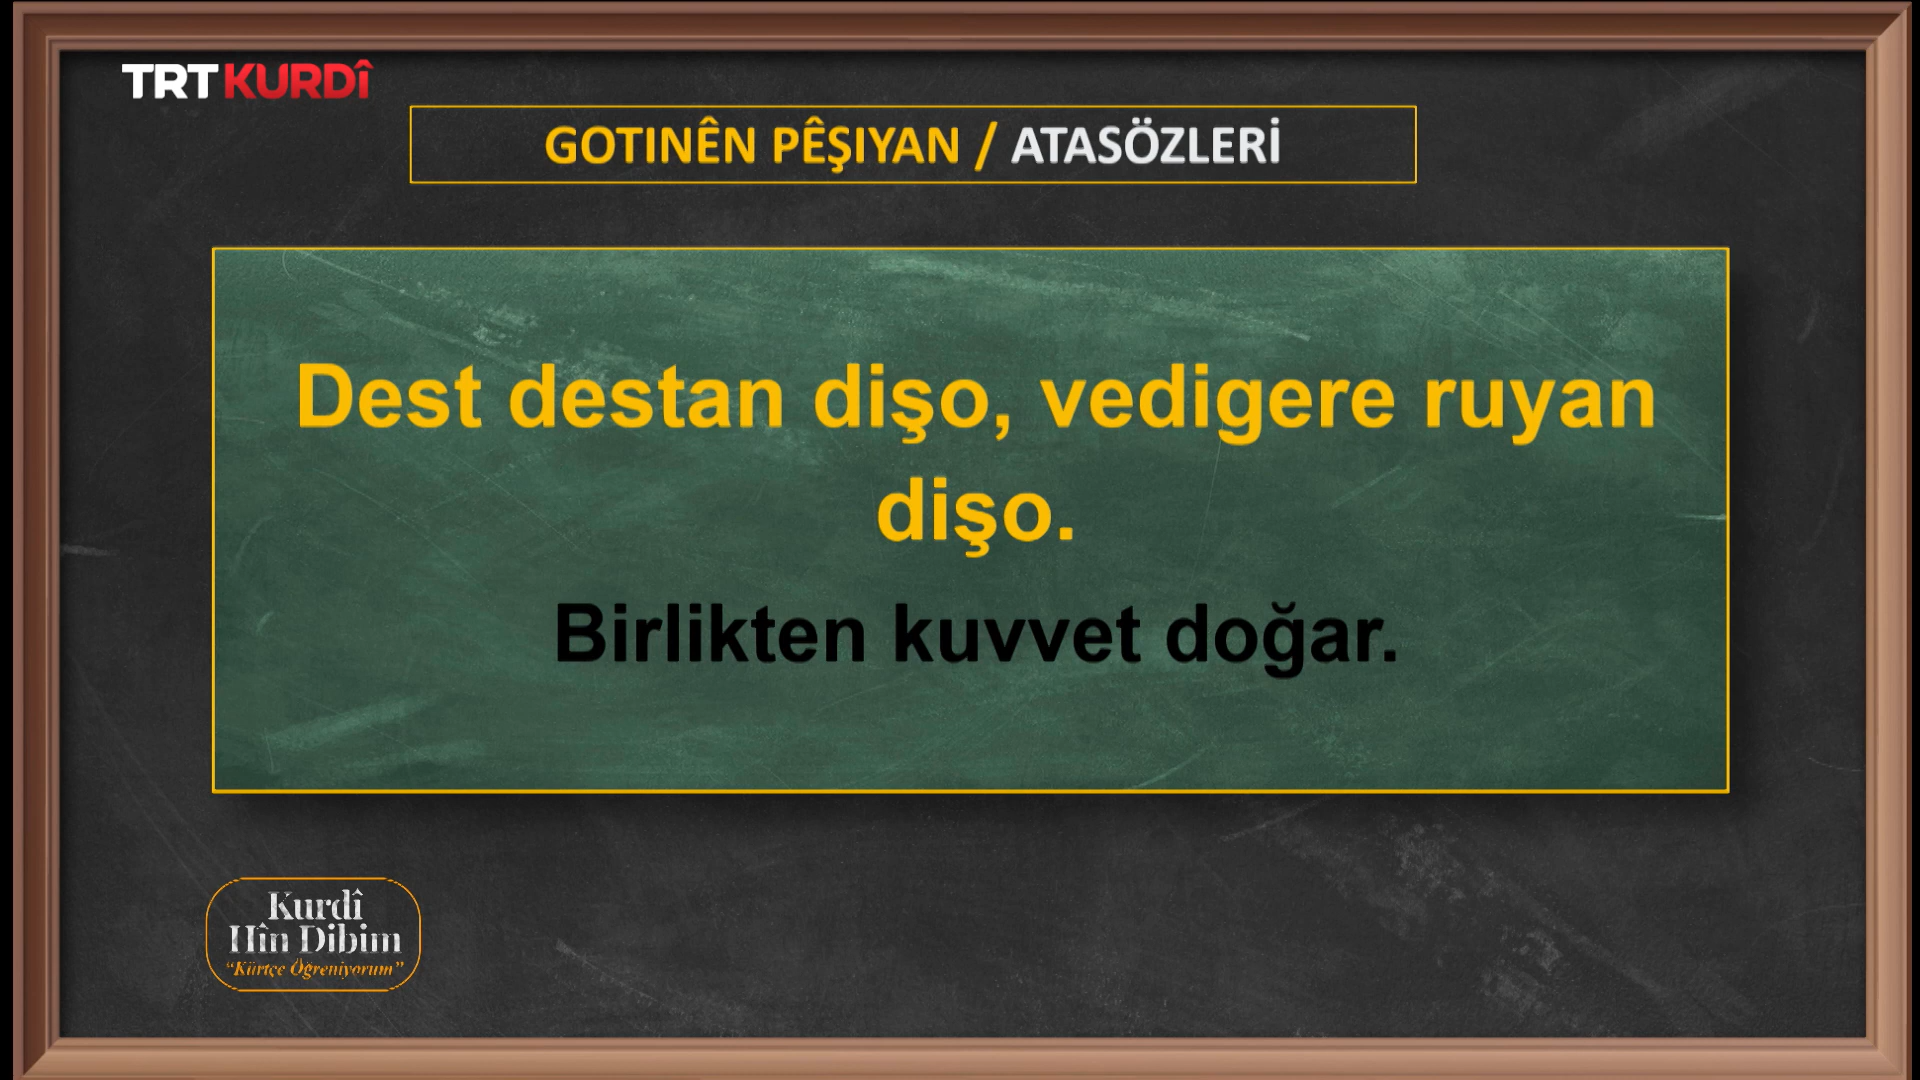 TRT KURDÎ
GOTINÊN PÊŞIYAN / ATASÖZLERİ
Dest destan dişo, vedigere ruyan
dişo.
Birlikten kuvvet doğar.
Kurdî
Hîn Dibim
“Kürtçe Öğreniyorum”